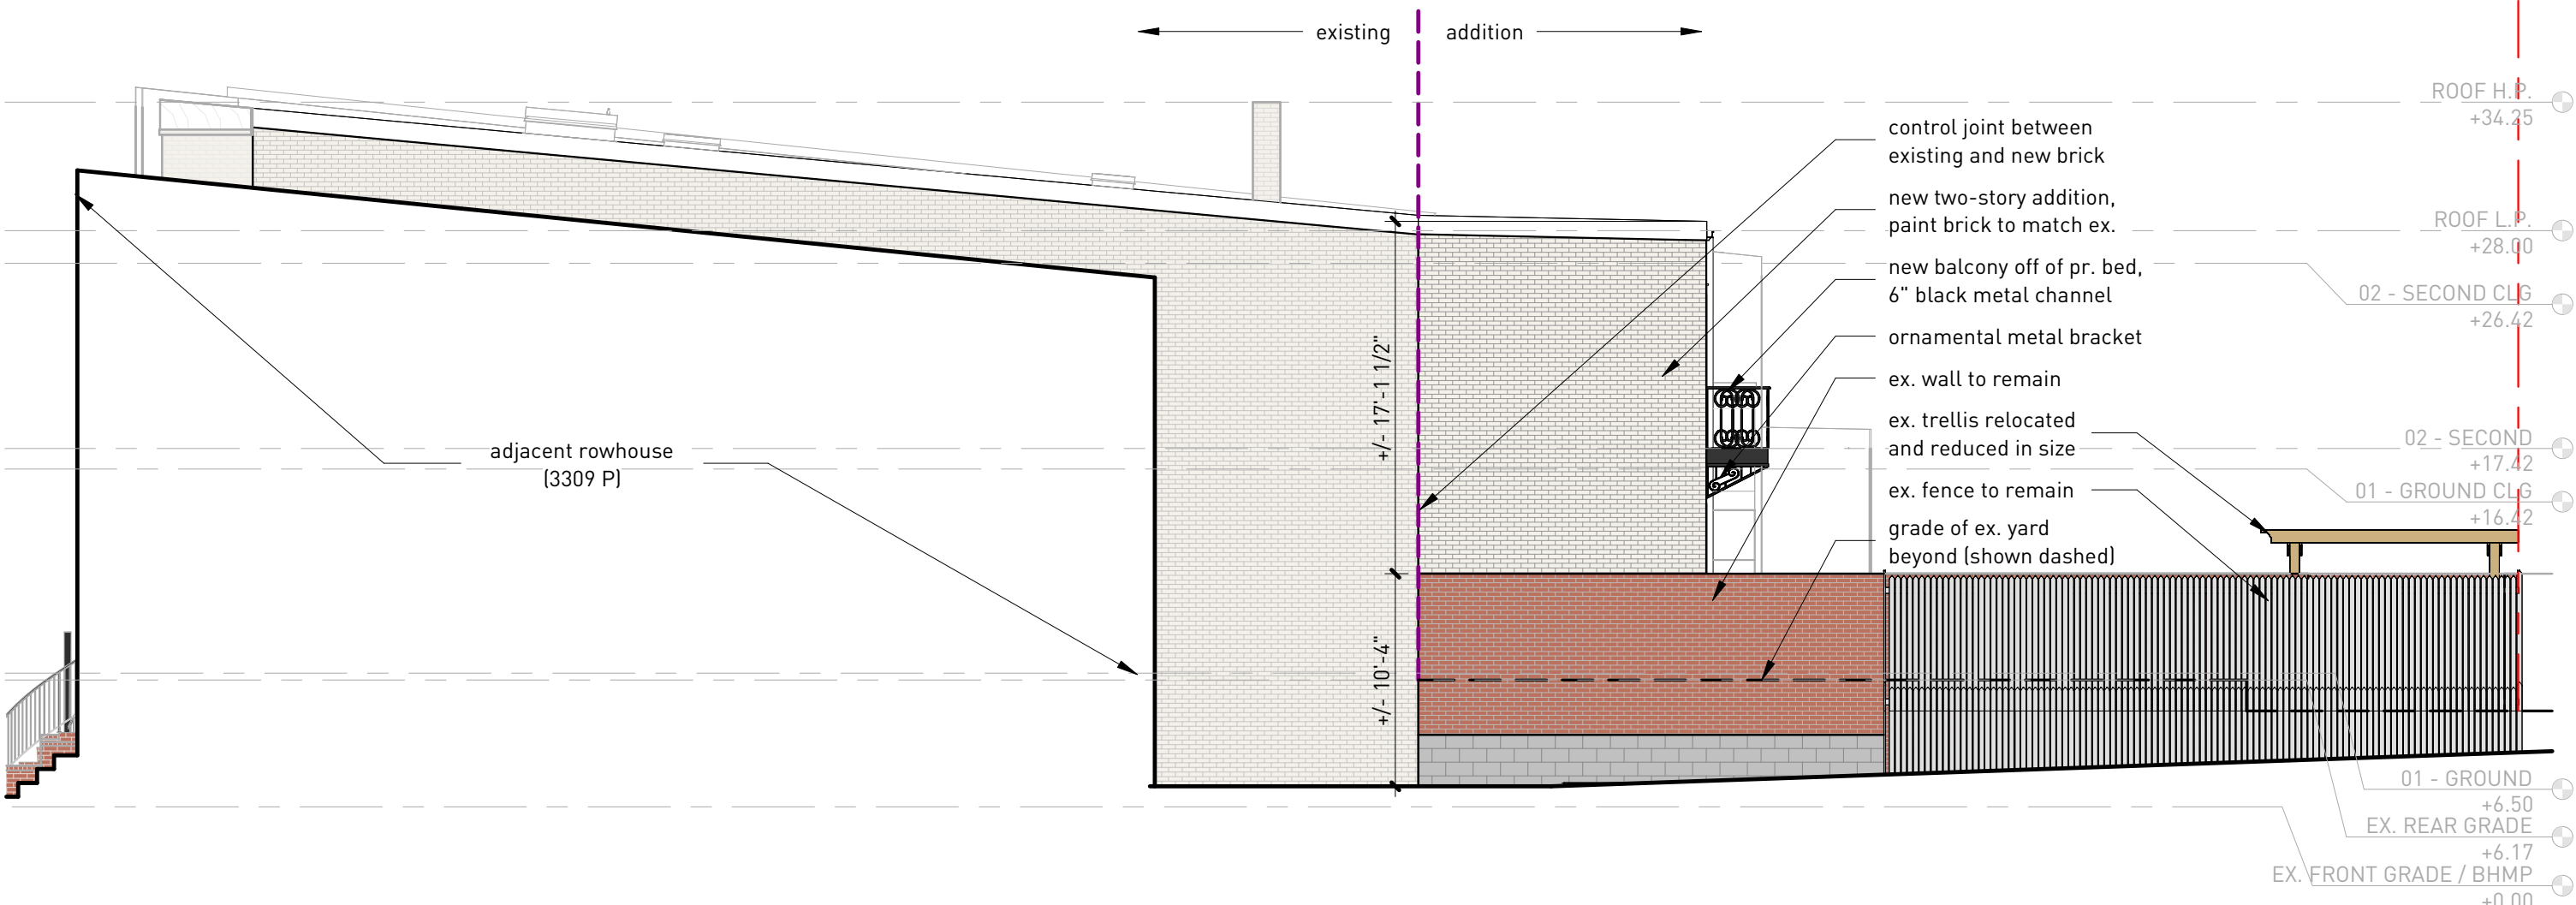 existing
addition
control joint between
existing and new brick
new two-story addition,
paint brick to match ex.
new balcony off of pr. bed,
6" black metal channel
ornamental metal bracket
ex. wall to remain
ex. trellis relocated
and reduced in size
ex. fence to remain
grade of ex. yard
beyond (shown dashed)
adjacent rowhouse
(3309 P)
+/- 17'-1 1/2"
+/- 10'-4"
ROOF H.P.
+34.25
ROOF L.P.
+28.00
02 - SECOND CLG
+26.42
02 - SECOND
+17.42
01 - GROUND CLG
+16.42
01 - GROUND
+6.50
EX. REAR GRADE
+6.17
EX. FRONT GRADE / BHMP
+0.00